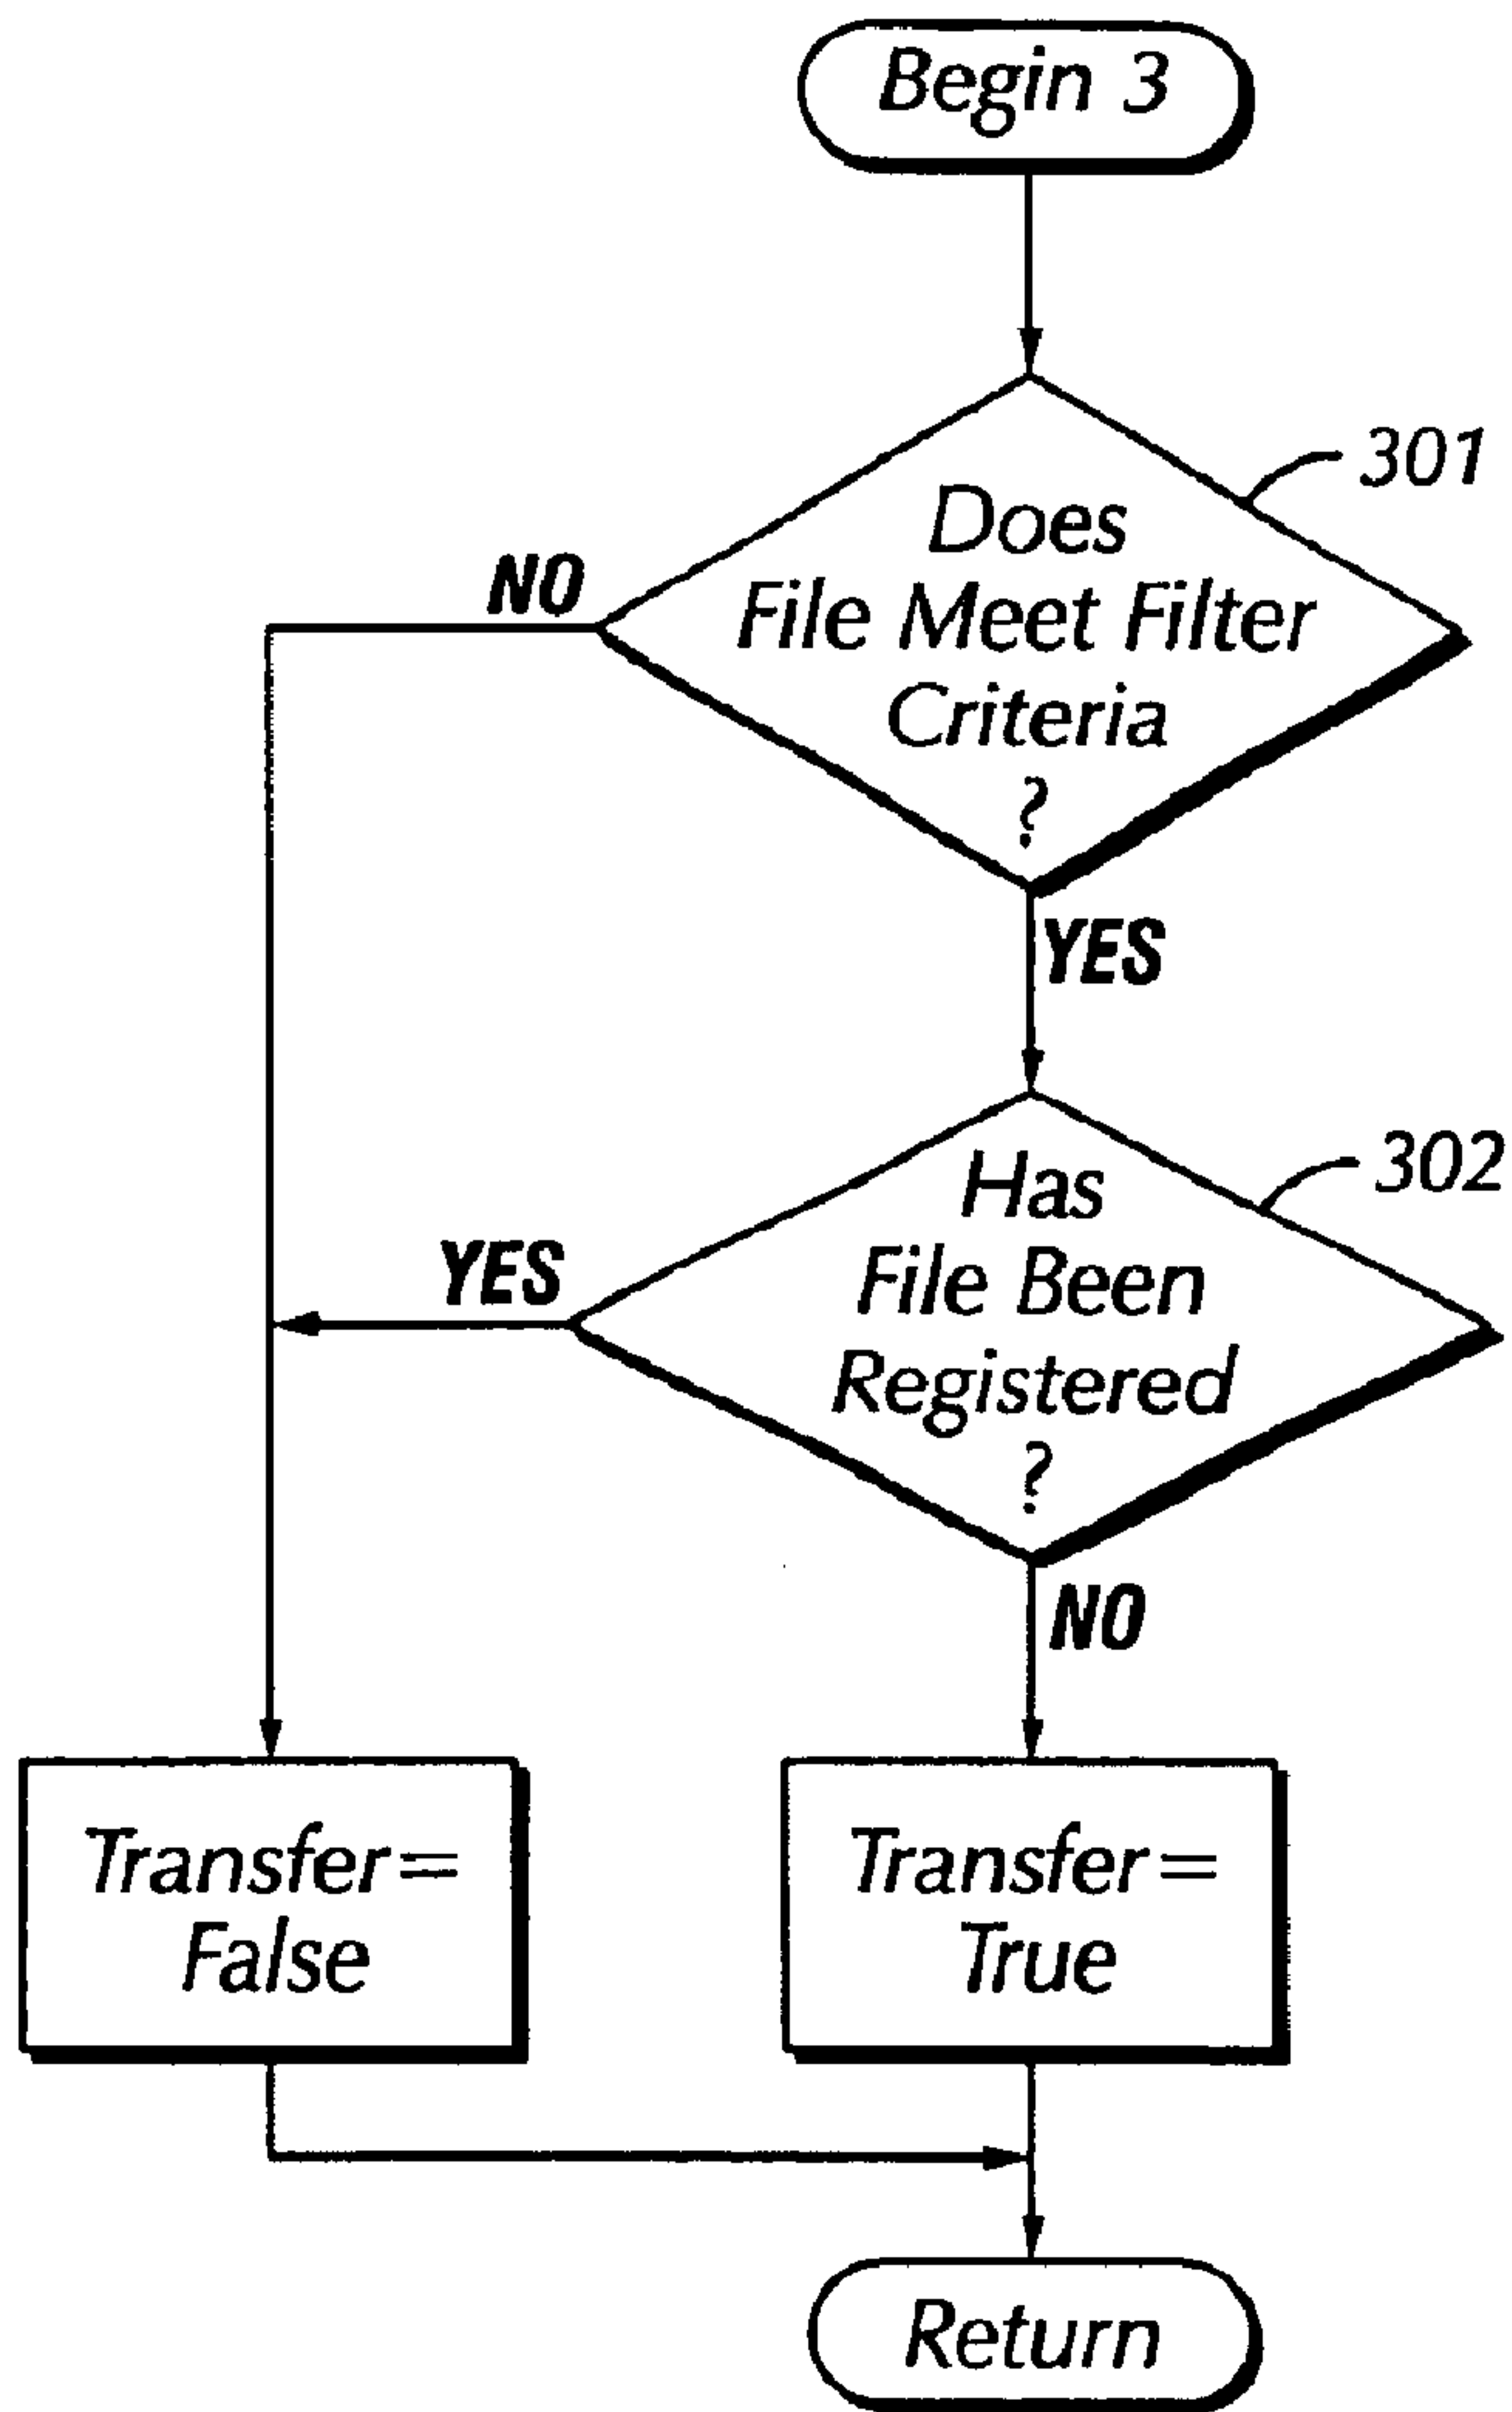 Begin 3
301
Does
File Meet Filter
Criteria
?
NO
YES
302
Has
File Been
Registered
?
YES
NO
Transfer=
False
Transfer=
True
Return